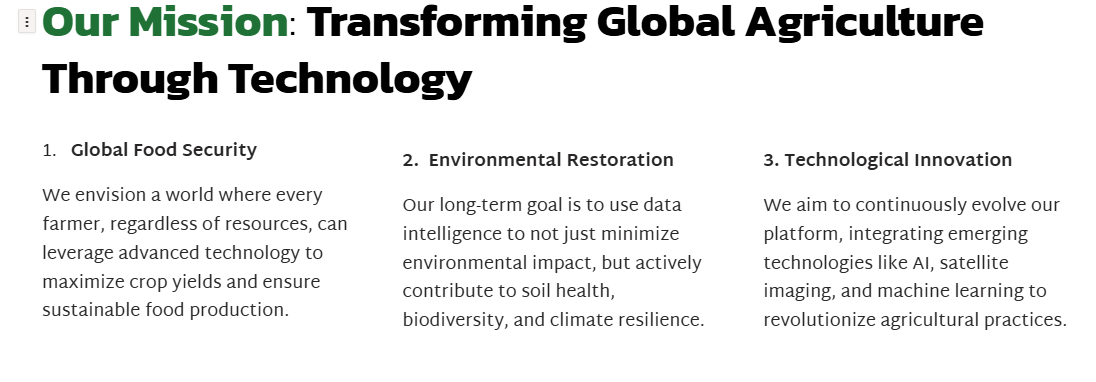 Our Mission: Transforming Global Agriculture
Through Technology
1. Global Food Security
We envision a world where every
farmer, regardless of resources, can
leverage advanced technology to
maximize crop yields and ensure
sustainable food production.
2. Environmental Restoration
Our long-term goal is to use data
intelligence to not just minimize
environmental impact, but actively
contribute to soil health,
biodiversity, and climate resilience.
3. Technological Innovation
We aim to continuously evolve our
platform, integrating emerging
technologies like AI, satellite
imaging, and machine learning to
revolutionize agricultural practices.